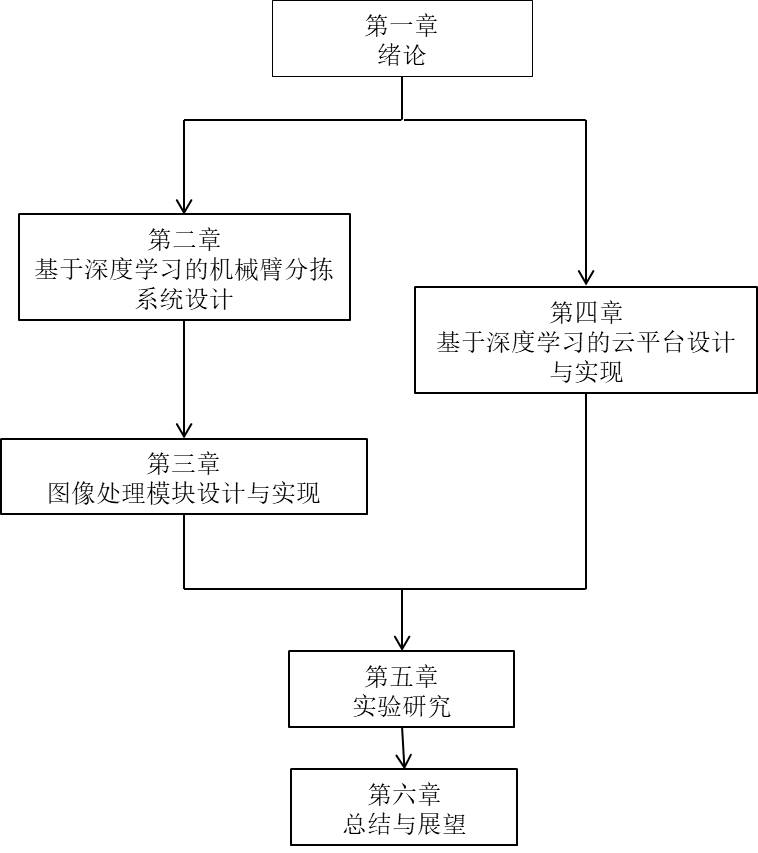 第一章
绪论
第二章
基于深度学习的机械臂分拣
系统设计
第四章
基于深度学习的云平台设计
与实现
第三章
图像处理模块设计与实现
第五章
实验研究
第六章
总结与展望